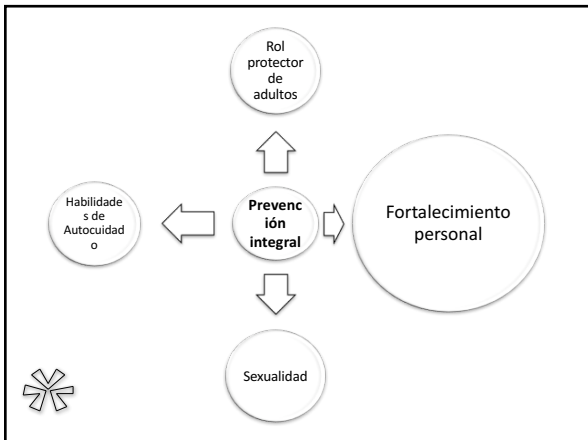 Rol
protector
de
adultos
Habilidade
s de
Autocuidad
o
Prevenc
ión
integral
Fortalecimiento
personal
Sexualidad